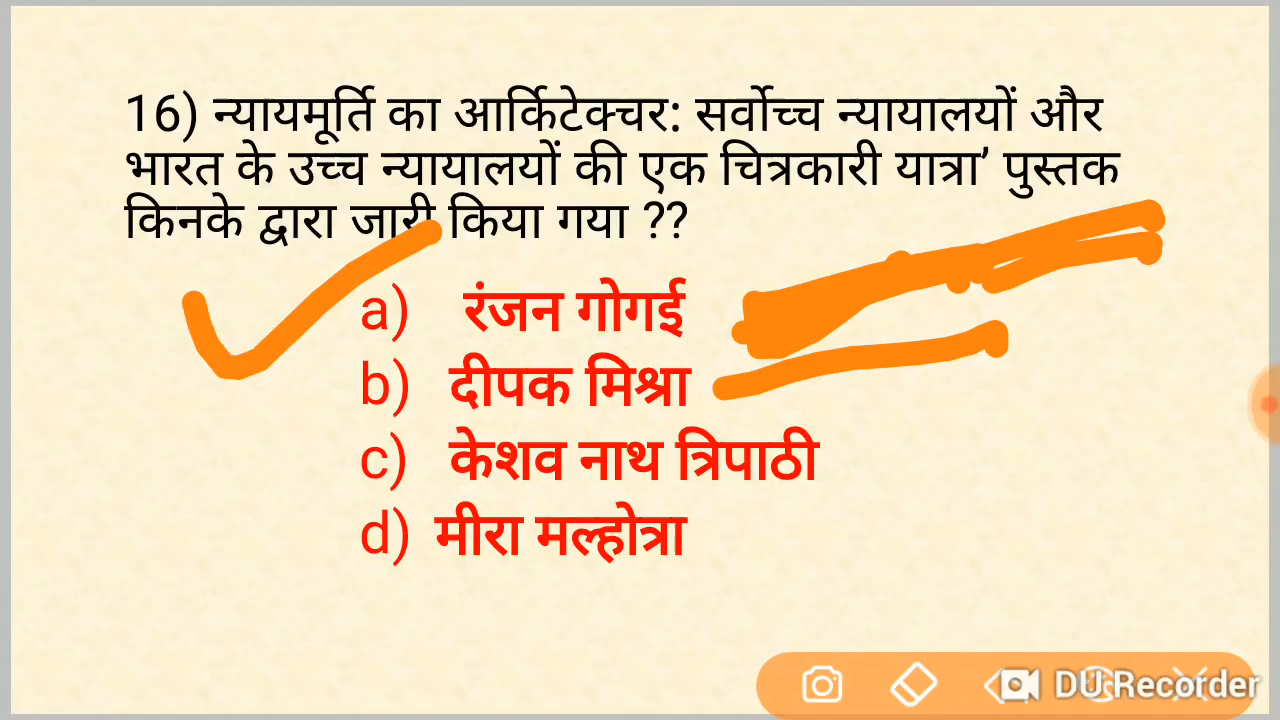 16) न्यायमूर्ति का आर्किटेक्चर: सर्वोच्च न्यायालयों और
भारत के उच्च न्यायालयों की एक चित्रकारी यात्रा’ पुस्तक
किनके द्वारा जारी किया गया ??
a) रंजन गोगई
b) दीपक मिश्रा
c) केशव नाथ त्रिपाठी
d) मीरा मल्होत्रा
DU Recorder